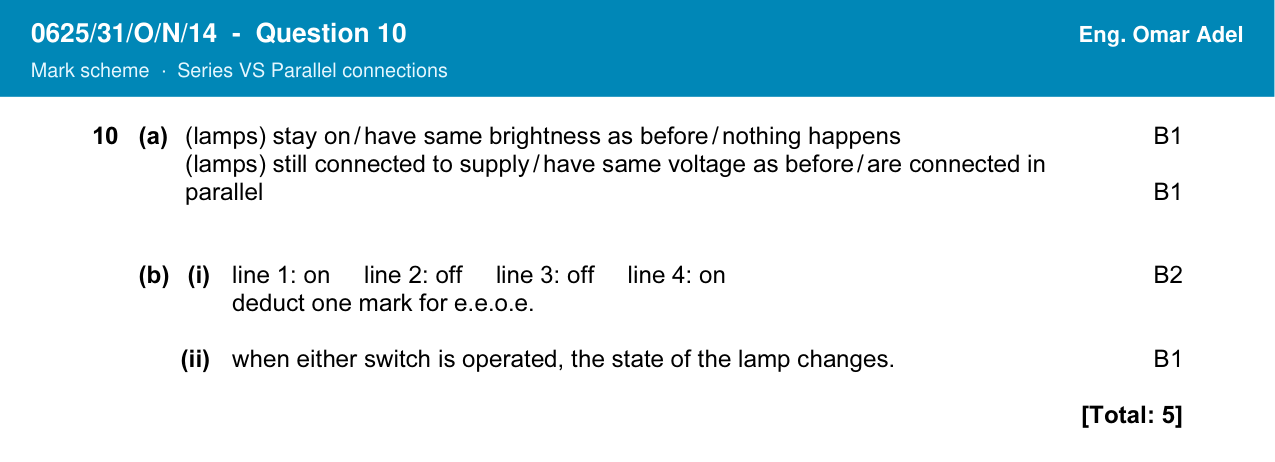 0625/31/O/N/14 - Question 10
Eng. Omar Adel
Mark scheme · Series VS Parallel connections
10 (a) (lamps) stay on/have same brightness as before/nothing happens B1
(lamps) still connected to supply/have same voltage as before/are connected in
parallel B1
(b) (i) line 1: on line 2: off line 3: off line 4: on B2
deduct one mark for e.e.o.e.
(ii) when either switch is operated, the state of the lamp changes. B1
[Total: 5]